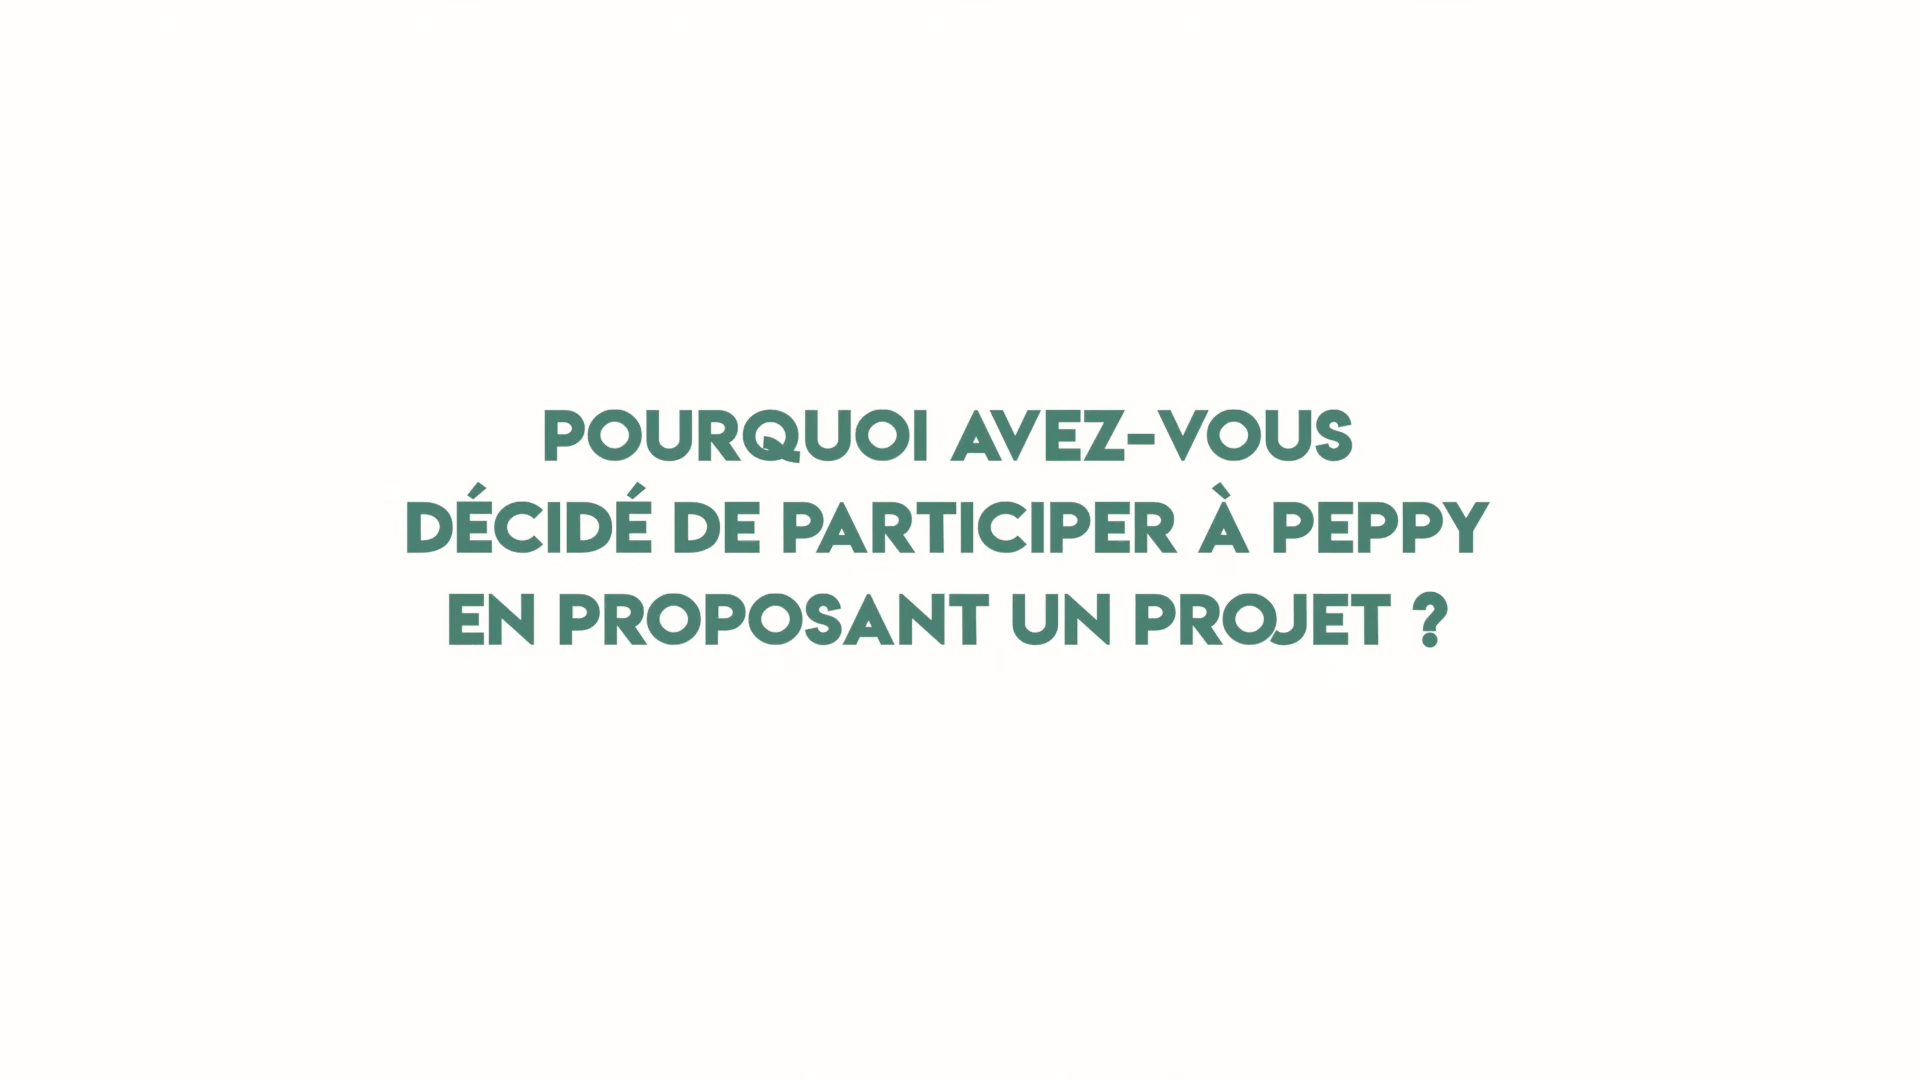 POURQUOI AVEZ-VOUS
DÉCIDÉ DE PARTICIPER À PEPPY
EN PROPOSANT UN PROJET ?